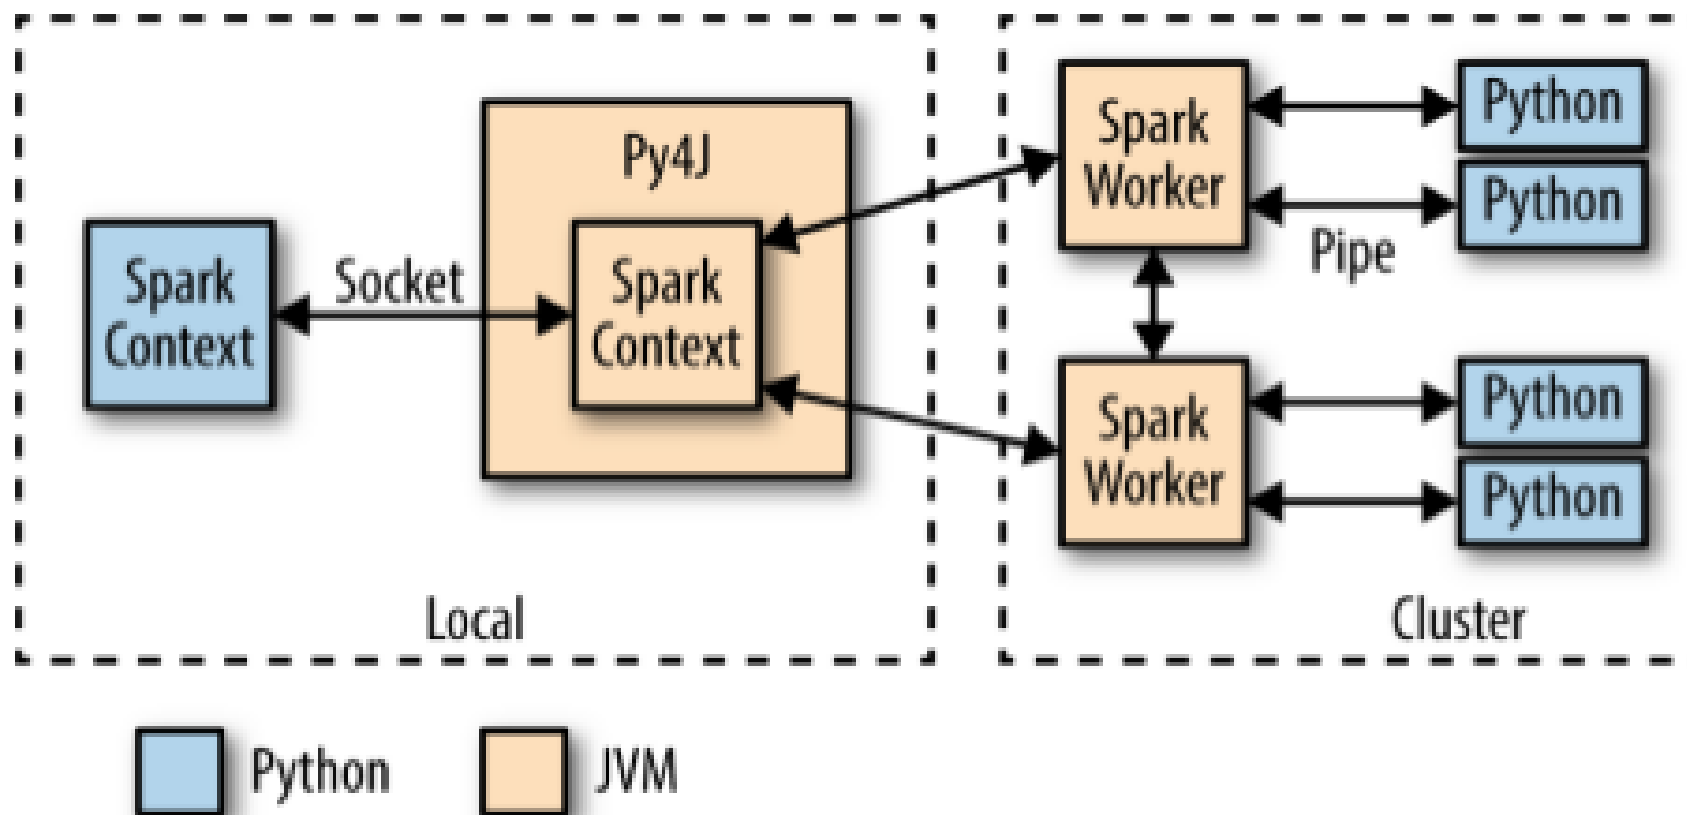 Py4J
Spark
Context
Socket
Spark
Context
Local
Spark
Worker
Python
Python
Pipe
Spark
Worker
Python
Python
Cluster
Python
JVM